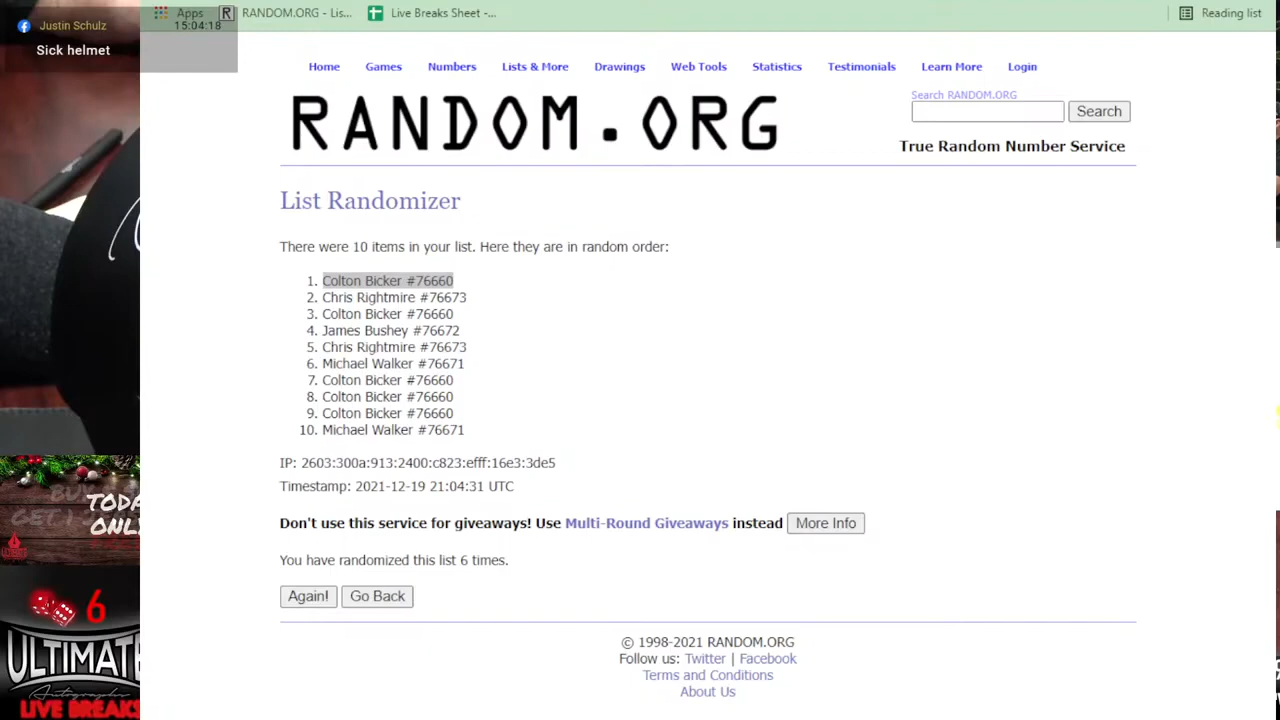 Justin Schulz
Sick helmet
Apps
RANDOM.ORG - Lis...
Live Breaks Sheet -...
Reading list
15:04:18
Home Games Numbers Lists & More Drawings Web Tools Statistics Testimonials Learn More Login
RANDOM.ORG
Search RANDOM.ORG
Search
True Random Number Service
List Randomizer
There were 10 items in your list. Here they are in random order:
1. Colton Bicker #76660
2. Chris Rightmire #76673
3. Colton Bicker #76660
4. James Bushey #76672
5. Chris Rightmire #76673
6. Michael Walker #76671
7. Colton Bicker #76660
8. Colton Bicker #76660
9. Colton Bicker #76660
10. Michael Walker #76671
IP: 2603:300a:913:2400:c823:efff:16e3:3de5
Timestamp: 2021-12-19 21:04:31 UTC
Don't use this service for giveaways! Use Multi-Round Giveaways instead More Info
You have randomized this list 6 times.
Again! Go Back
© 1998-2021 RANDOM.ORG
Follow us: Twitter | Facebook
Terms and Conditions
About Us
TODA
ONL
6
ULTIMATE
Autographs
LIVE BREAKS